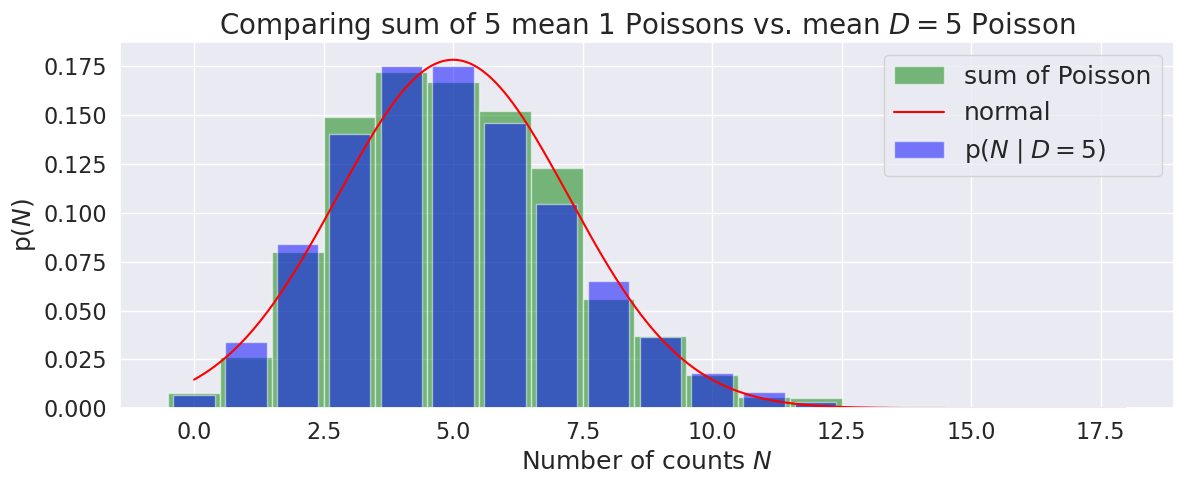 Comparing sum of 5 mean 1 Poissons vs. mean D = 5 Poisson
sum of Poisson
normal
p(N | D = 5)
p(N)
0.175
0.150
0.125
0.100
0.075
0.050
0.025
0.000
0.0 2.5 5.0 7.5 10.0 12.5 15.0 17.5
Number of counts N